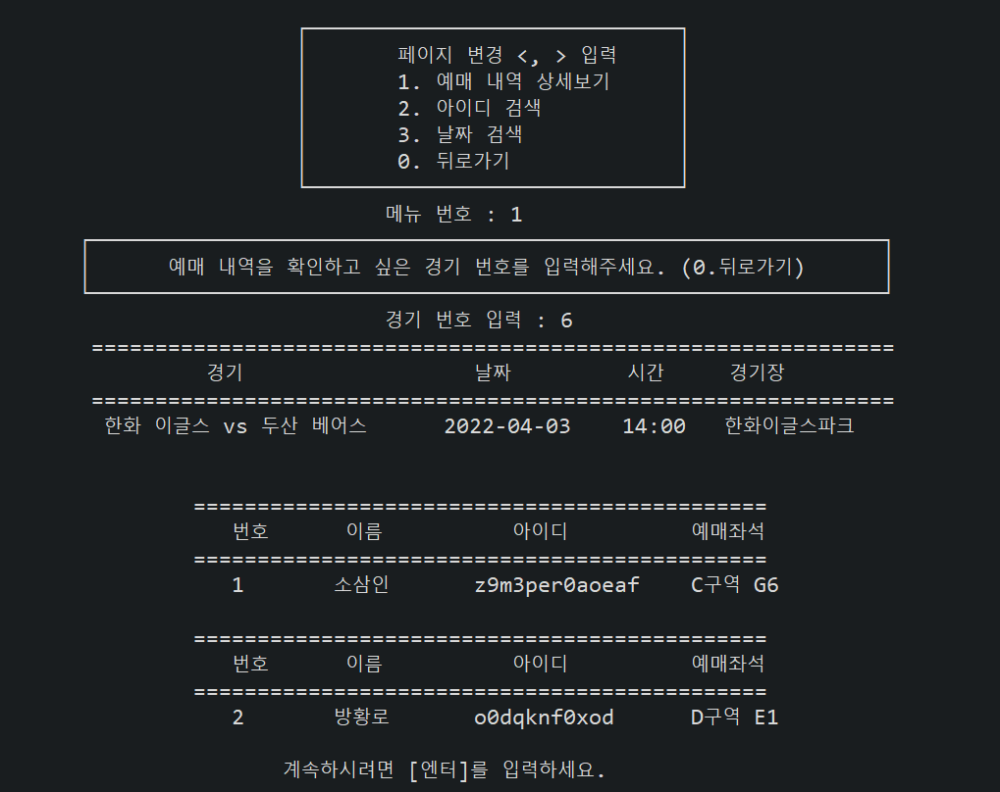 페이지 변경 <, > 입력
1. 예매 내역 상세보기
2. 아이디 검색
3. 날짜 검색
0. 뒤로가기
메뉴 번호 : 1
예매 내역을 확인하고 싶은 경기 번호를 입력해주세요. (0.뒤로가기)
경기 번호 입력 : 6
===============================================================
경기 날짜 시간 경기장
===============================================================
한화 이글스 vs 두산 베어스 2022-04-03 14:00 한화이글스파크
=============================================
번호 이름 아이디 예매좌석
=============================================
1 소삼인 z9m3per0aoeaf C구역 G6
=============================================
번호 이름 아이디 예매좌석
=============================================
2 방황로 o0dqknf0xod D구역 E1
계속하시려면 [엔터]를 입력하세요.